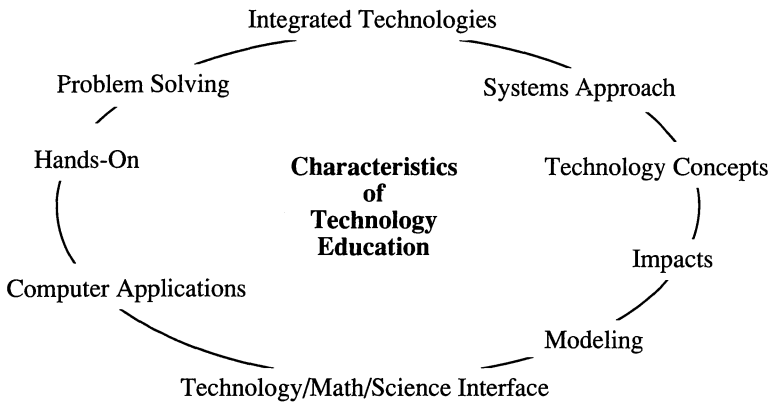 Integrated Technologies
Problem Solving
Systems Approach
Hands-On
Technology Concepts
Characteristics
of
Technology
Education
Impacts
Computer Applications
Modeling
Technology/Math/Science Interface